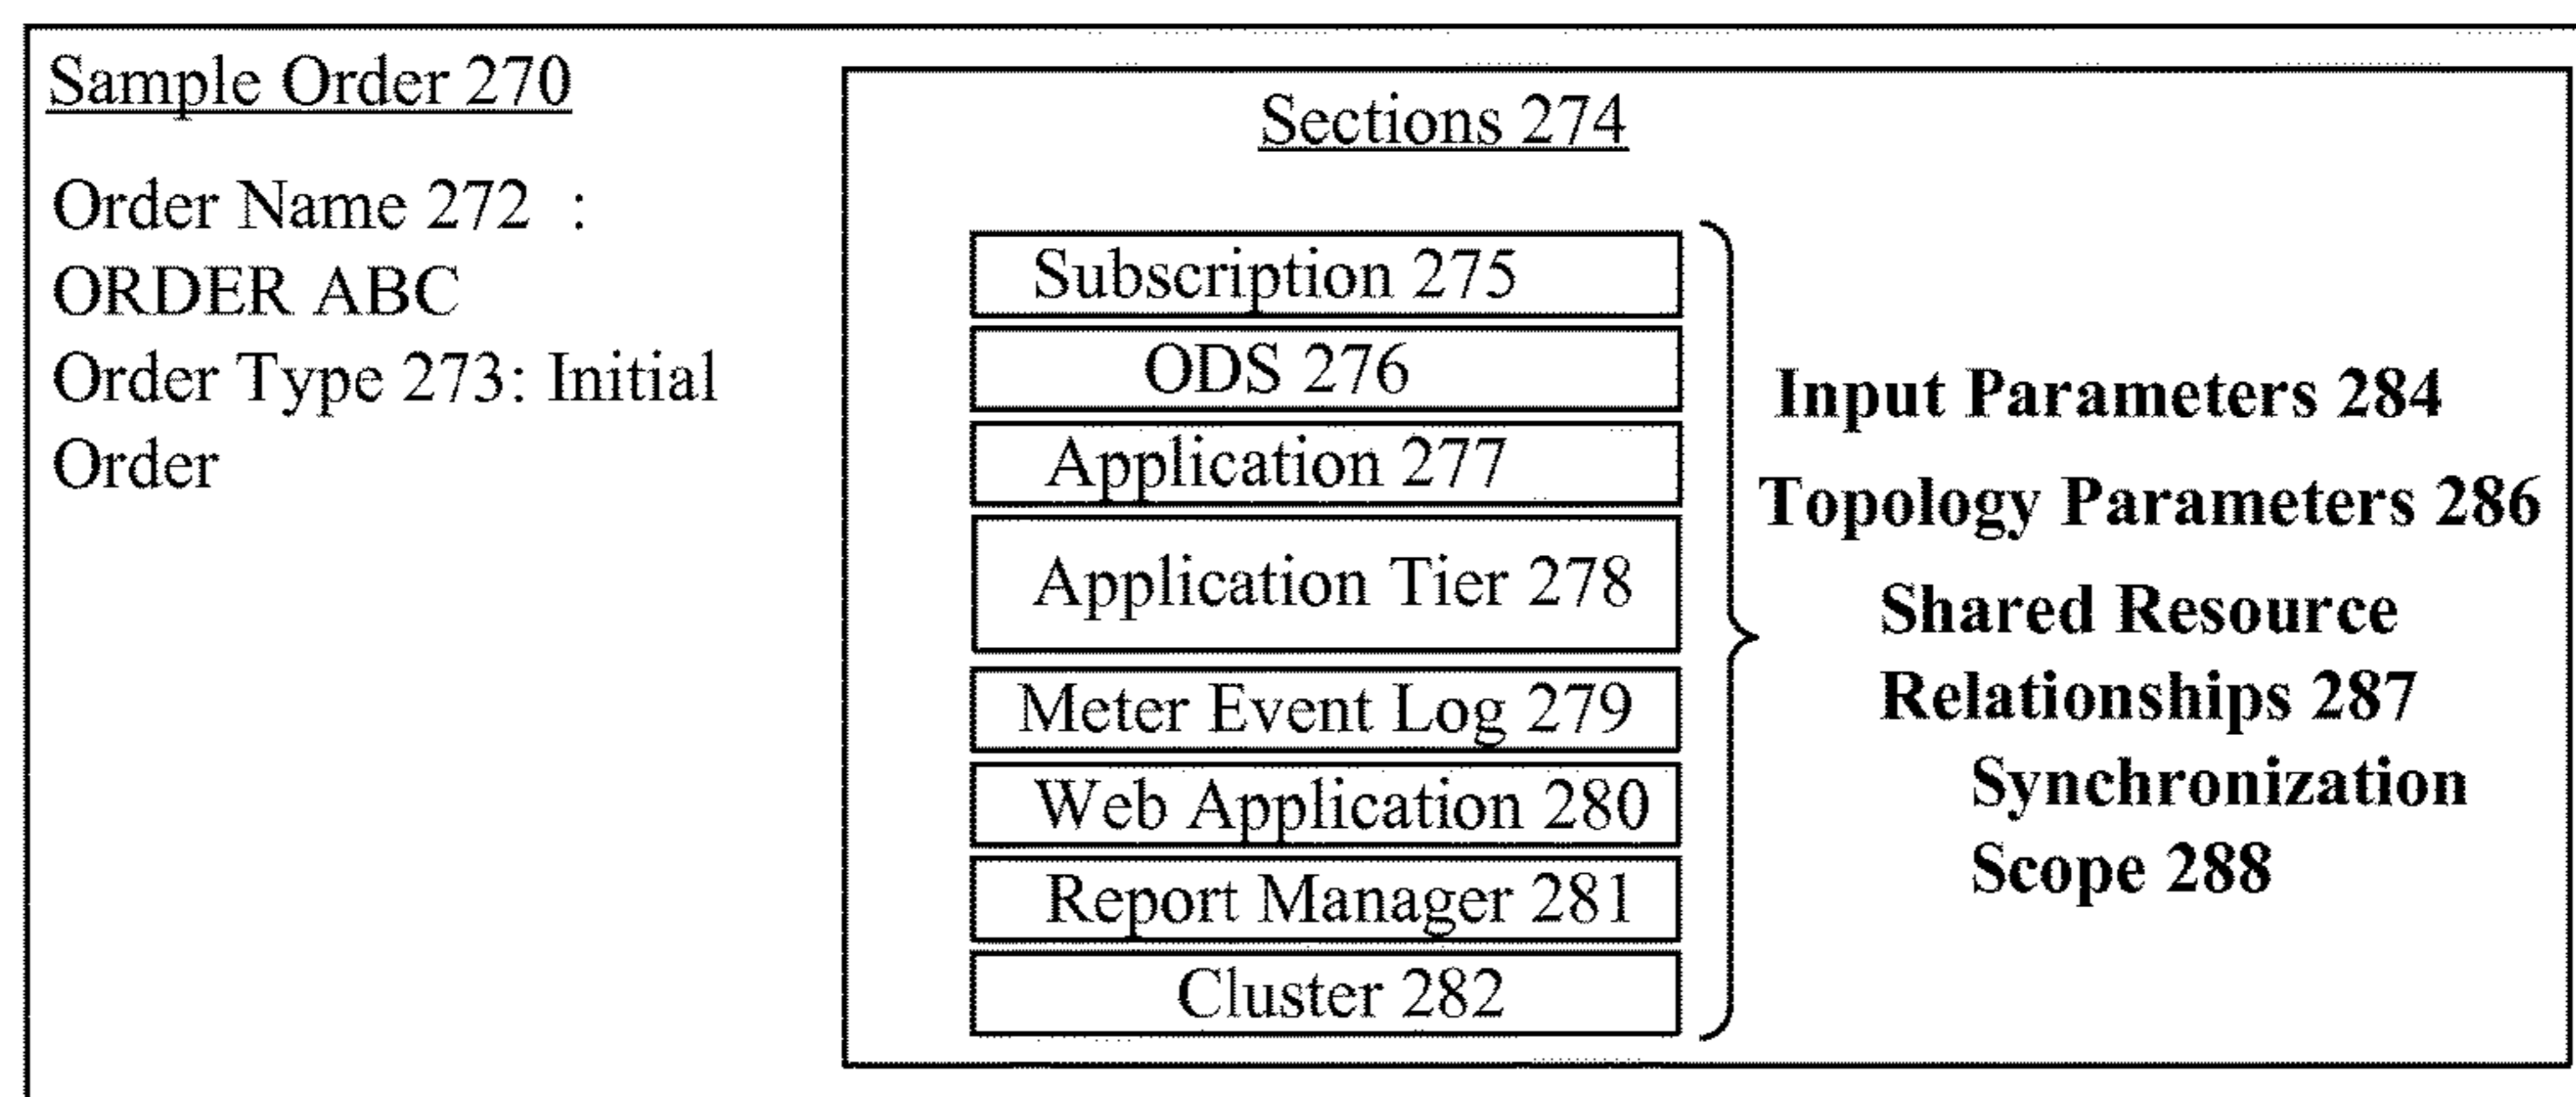 Sample Order 270
Order Name 272 :
ORDER ABC
Order Type 273: Initial
Order
Sections 274
Subscription 275
ODS 276
Application 277
Application Tier 278
Meter Event Log 279
Web Application 280
Report Manager 281
Cluster 282
Input Parameters 284
Topology Parameters 286
Shared Resource
Relationships 287
Synchronization
Scope 288